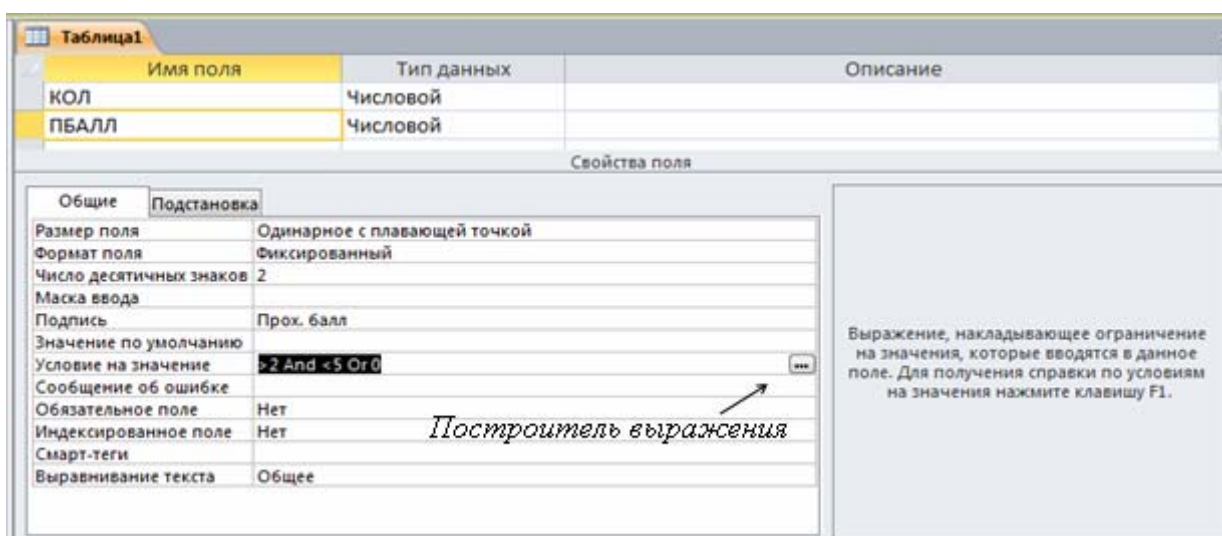 Таблица1
Имя поля Тип данных Описание
КОЛ Числовой
ПБАЛЛ Числовой
Свойства поля
Общие Подстановка
Размер поля Одинарное с плавающей точкой
Формат поля Фиксированный
Число десятичных знаков 2
Маска ввода
Подпись Прох. балл
Значение по умолчанию
Условие на значение >2 And <5 Or 0 ...
Сообщение об ошибке
Обязательное поле Нет
Индексированное поле Нет
Смарт-теги
Выравнивание текста Общее
Построитель выражения
Выражение, накладывающее ограничение
на значения, которые вводятся в данное
поле. Для получения справки по условиям
на значения нажмите клавишу F1.